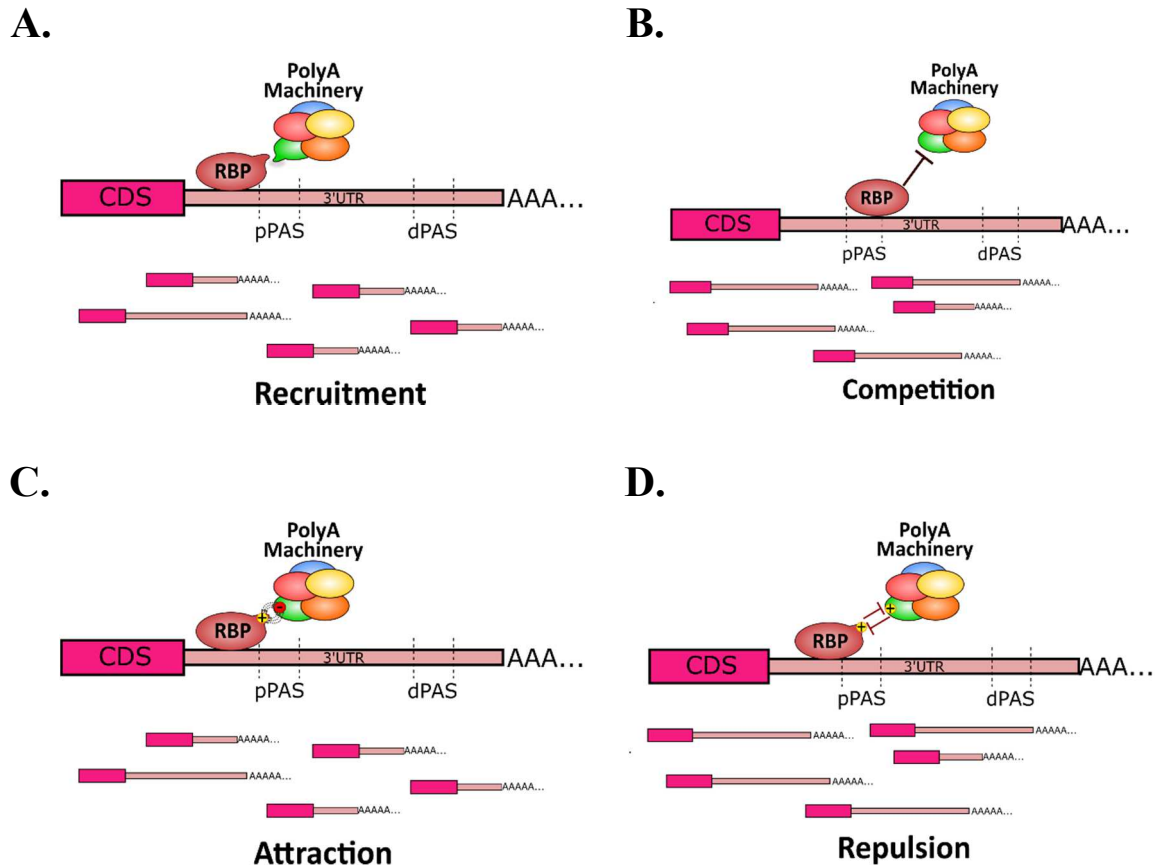 A.
PolyA
Machinery
RBP
CDS
3'UTR
AAA...
pPAS
dPAS
AAAAA...
AAAAA...
AAAAA...
AAAAA...
AAAAA...
Recruitment
B.
PolyA
Machinery
RBP
CDS
3'UTR
AAA...
pPAS
dPAS
AAAAA...
AAAAA...
AAAAA...
AAAAA...
AAAAA...
Competition
C.
PolyA
Machinery
-
+
RBP
CDS
3'UTR
AAA...
pPAS
dPAS
AAAAA...
AAAAA...
AAAAA...
AAAAA...
AAAAA...
Attraction
D.
PolyA
Machinery
+
+
RBP
CDS
3'UTR
AAA...
pPAS
dPAS
AAAAA...
AAAAA...
AAAAA...
AAAAA...
AAAAA...
Repulsion